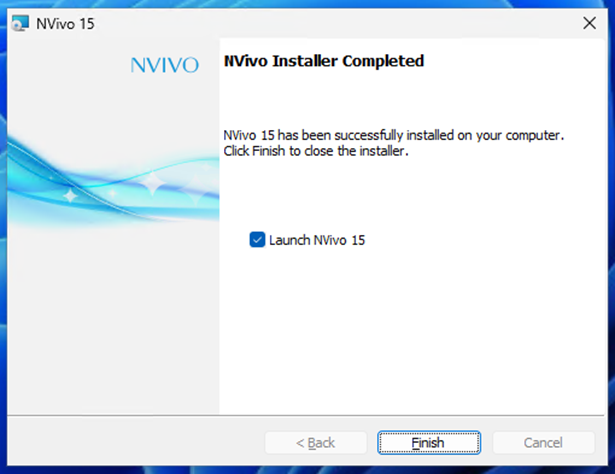 NVivo 15
NVIVO
NVivo Installer Completed
NVivo 15 has been successfully installed on your computer.
Click Finish to close the installer.
Launch NVivo 15
< Back
Finish
Cancel